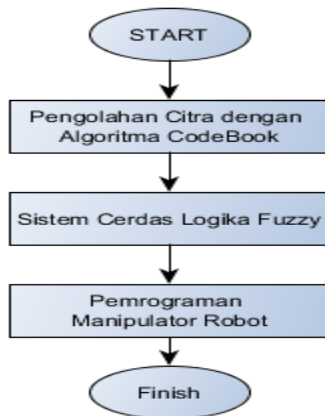 START
Pengolahan Citra dengan
Algoritma CodeBook
Sistem Cerdas Logika Fuzzy
Pemrograman
Manipulator Robot
Finish